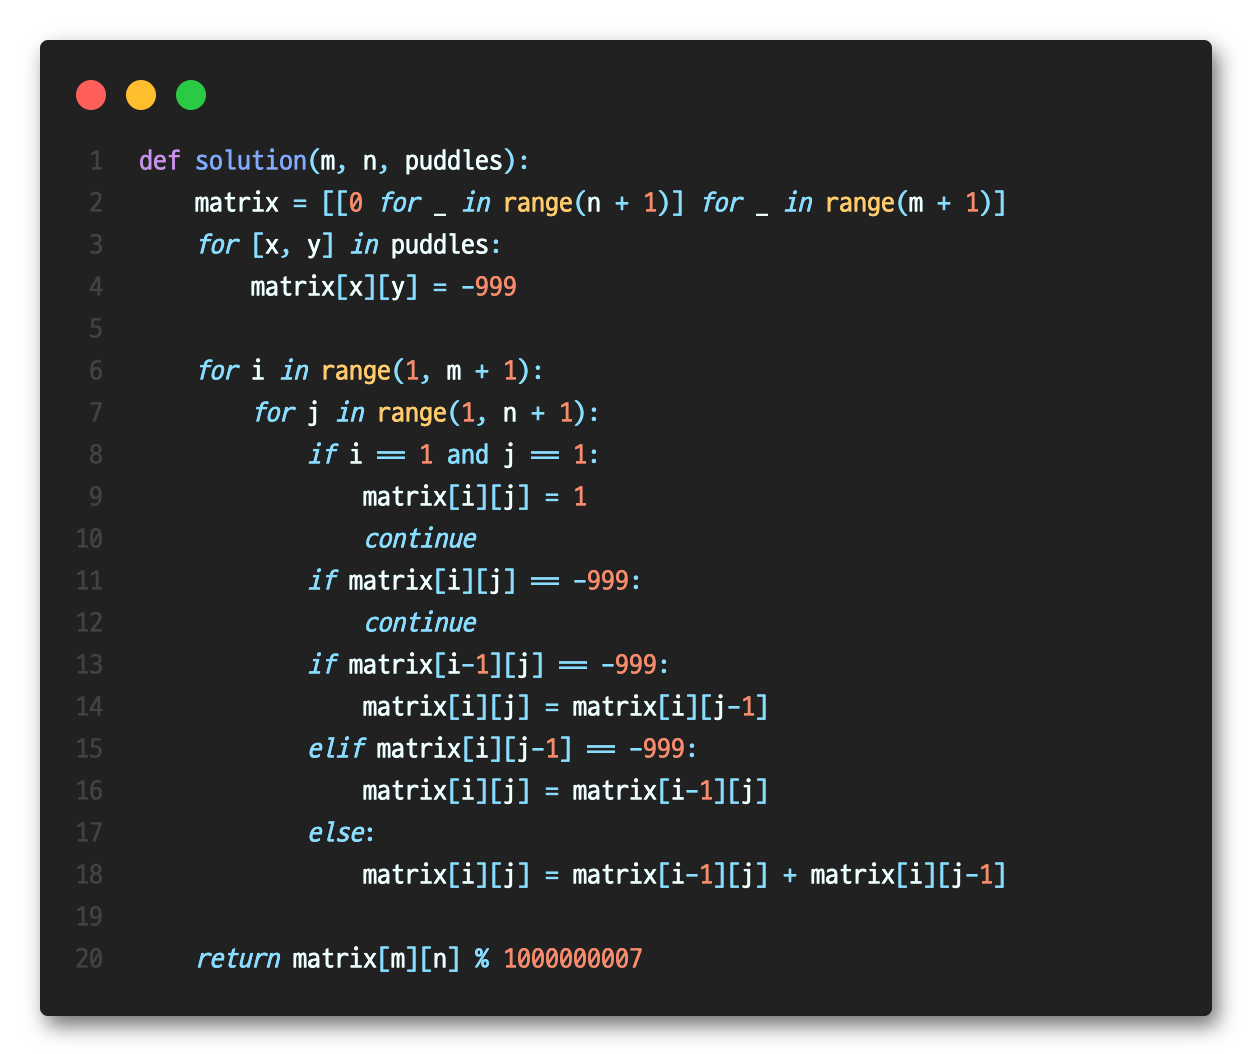 1 def solution(m, n, puddles):
2     matrix = [[0 for _ in range(n + 1)] for _ in range(m + 1)]
3     for [x, y] in puddles:
4         matrix[x][y] = -999
5
6     for i in range(1, m + 1):
7         for j in range(1, n + 1):
8             if i == 1 and j == 1:
9                 matrix[i][j] = 1
10                 continue
11             if matrix[i][j] == -999:
12                 continue
13             if matrix[i-1][j] == -999:
14                 matrix[i][j] = matrix[i][j-1]
15             elif matrix[i][j-1] == -999:
16                 matrix[i][j] = matrix[i-1][j]
17             else:
18                 matrix[i][j] = matrix[i-1][j] + matrix[i][j-1]
19
20     return matrix[m][n] % 1000000007